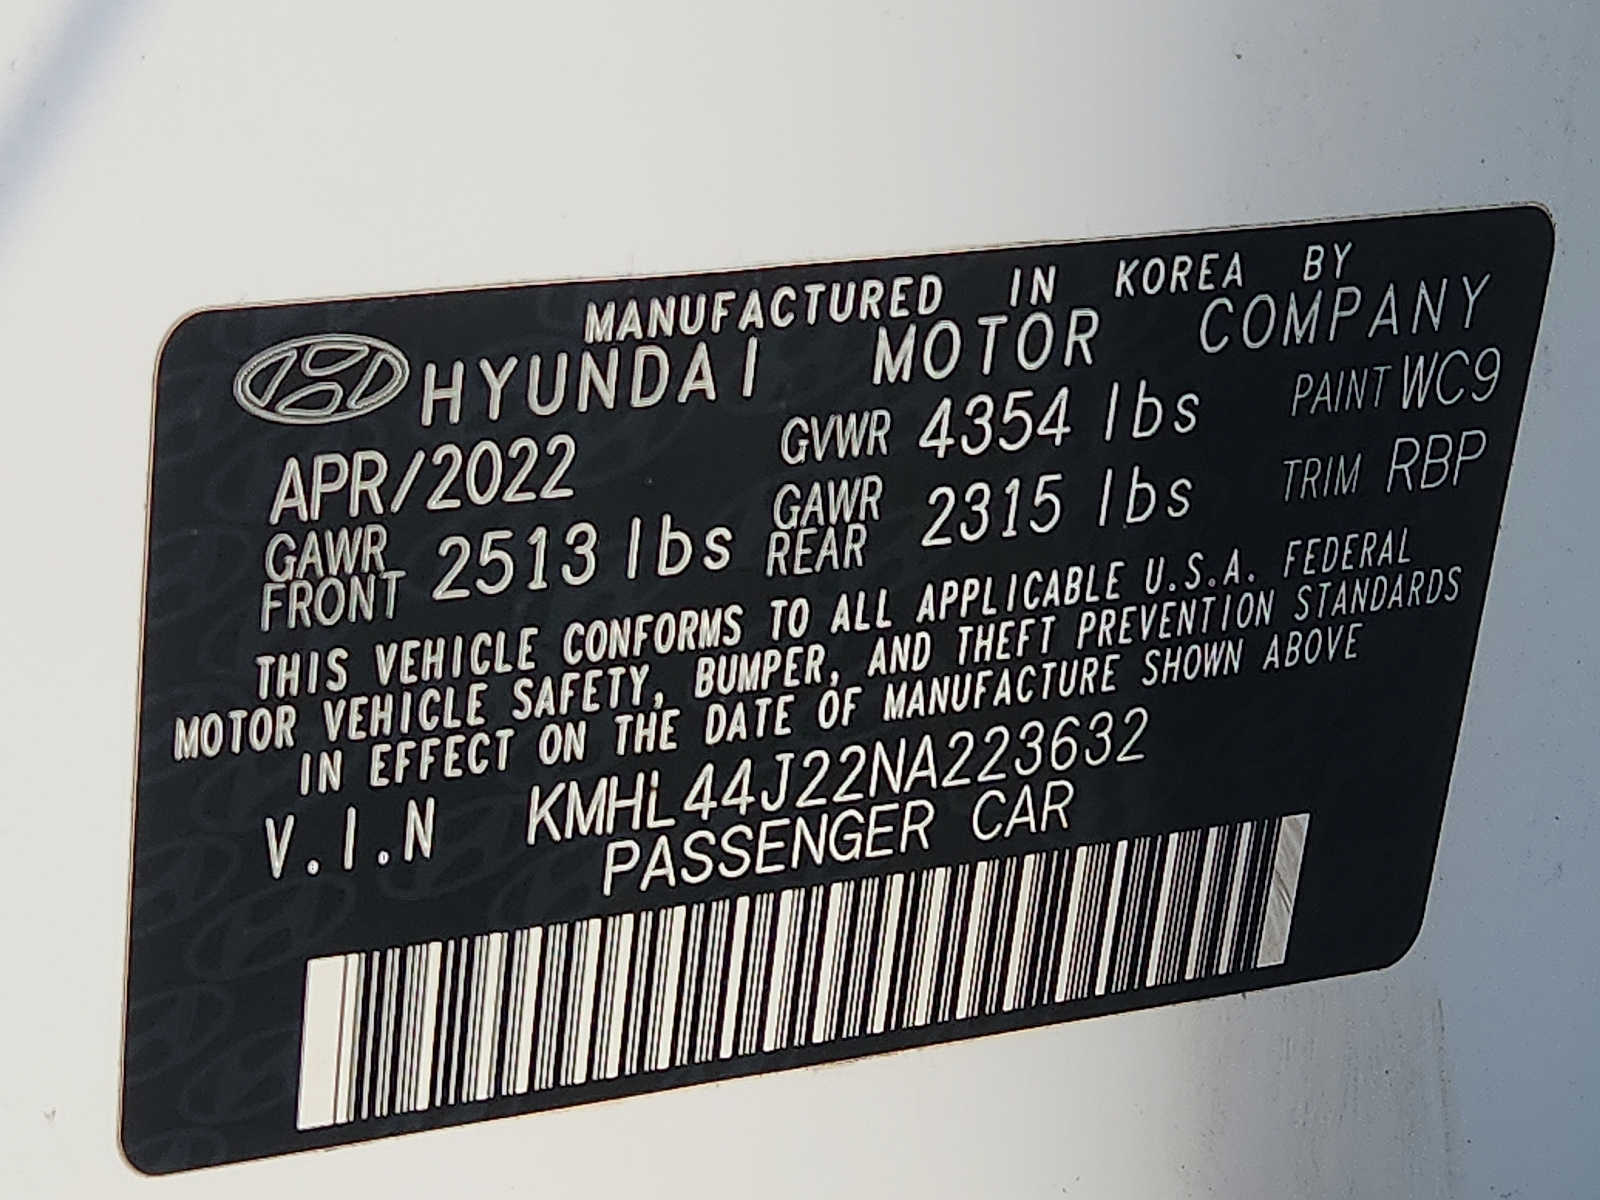 MANUFACTURED IN KOREA BY
HYUNDAI MOTOR COMPANY
APR/2022 GVWR 4354 lbs PAINT WC9
GAWR FRONT 2513 lbs GAWR REAR 2315 lbs TRIM RBP
THIS VEHICLE CONFORMS TO ALL APPLICABLE U.S.A. FEDERAL
MOTOR VEHICLE SAFETY, BUMPER, AND THEFT PREVENTION STANDARDS
IN EFFECT ON THE DATE OF MANUFACTURE SHOWN ABOVE
V.I.N KMHL44J22NA223632
PASSENGER CAR